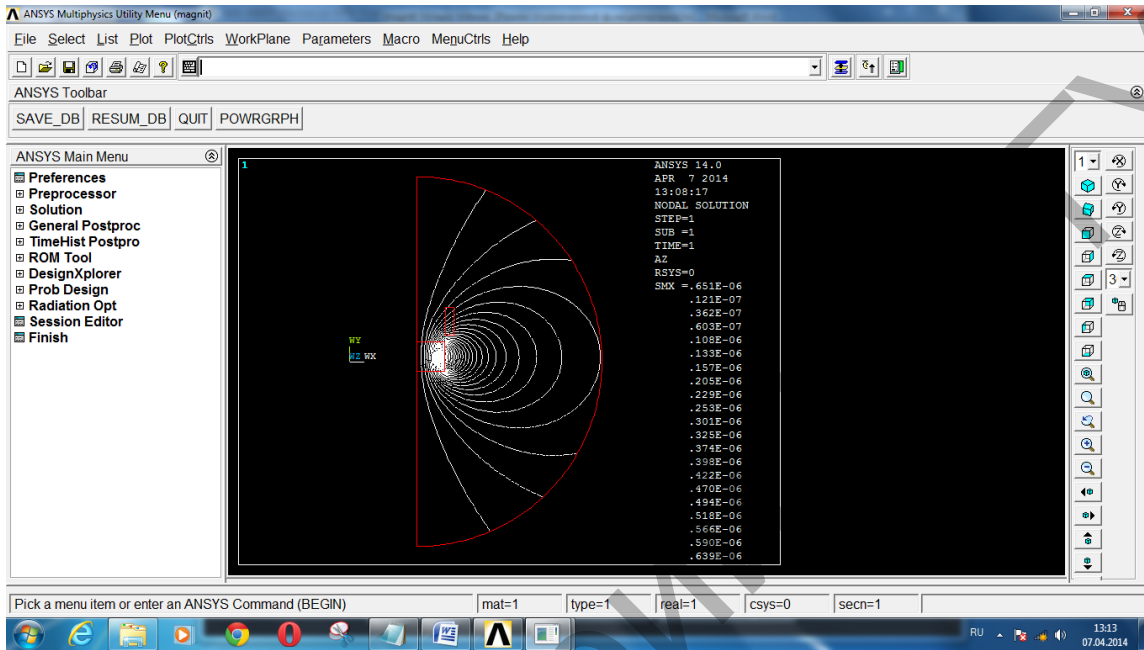 ANSYS Multiphysics Utility Menu (magnit)
File Select List Plot PlotCtrls WorkPlane Parameters Macro MenuCtrls Help
ANSYS Toolbar
SAVE_DB RESUM_DB QUIT POWRGRPH
ANSYS Main Menu
Preferences
Preprocessor
Solution
General Postproc
TimeHist Postpro
ROM Tool
DesignXplorer
Prob Design
Radiation Opt
Session Editor
Finish
1
WY
WZ WX
ANSYS 14.0
APR 7 2014
13:08:17
NODAL SOLUTION
STEP=1
SUB =1
TIME=1
AZ
RSYS=0
SMX =.651E-06
.121E-07
.362E-07
.603E-07
.108E-06
.133E-06
.157E-06
.205E-06
.229E-06
.253E-06
.301E-06
.325E-06
.374E-06
.398E-06
.422E-06
.470E-06
.494E-06
.518E-06
.566E-06
.590E-06
.639E-06
1
3
Pick a menu item or enter an ANSYS Command (BEGIN) mat=1 type=1 real=1 csys=0 secn=1
RU 13:13
07.04.2014